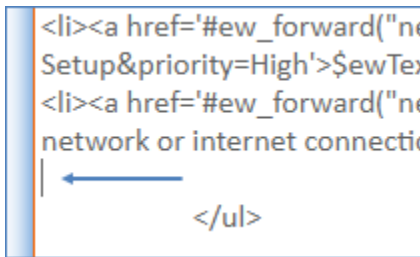 <li><a href='#ew_forward("ne
Setup&priority=High'>$ewTex
<li><a href='#ew_forward("ne
network or internet connectio
</ul>